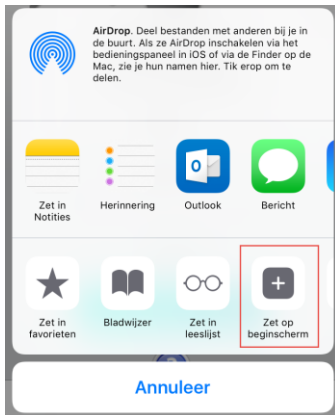 AirDrop. Deel bestanden met anderen bij je in
de buurt. Als ze AirDrop inschakelen via het
bedieningspaneel in iOS of via de Finder op de
Mac, zie je hun namen hier. Tik erop om te
delen.
Zet in
Notities
Herinnering
Outlook
Bericht
Zet in
favorieten
Bladwijzer
Zet in
leeslijst
Zet op
beginscherm
Annuleer